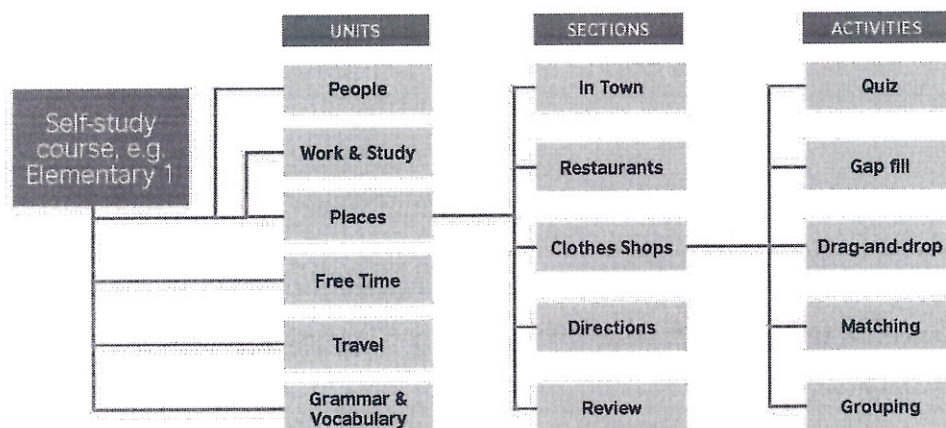 UNITS
SECTIONS
ACTIVITIES
Self-study
course, e.g.
Elementary 1
People
Work & Study
Places
Free Time
Travel
Grammar &
Vocabulary
In Town
Restaurants
Clothes Shops
Directions
Review
Quiz
Gap fill
Drag-and-drop
Matching
Grouping